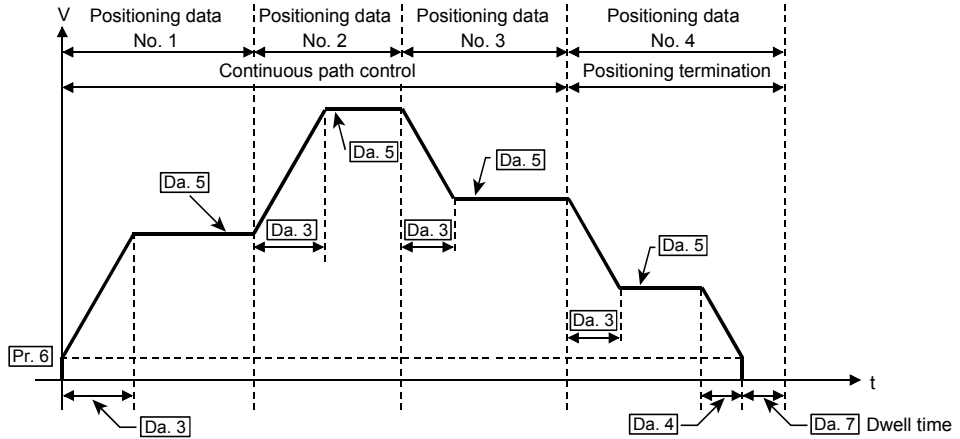 V
Positioning data
No. 1
Positioning data
No. 2
Positioning data
No. 3
Positioning data
No. 4
Continuous path control
Positioning termination
Da. 5
Da. 5
Da. 5
Da. 5
Da. 3
Da. 3
Da. 3
Pr. 6
t
Da. 3
Da. 4
Da. 7 Dwell time